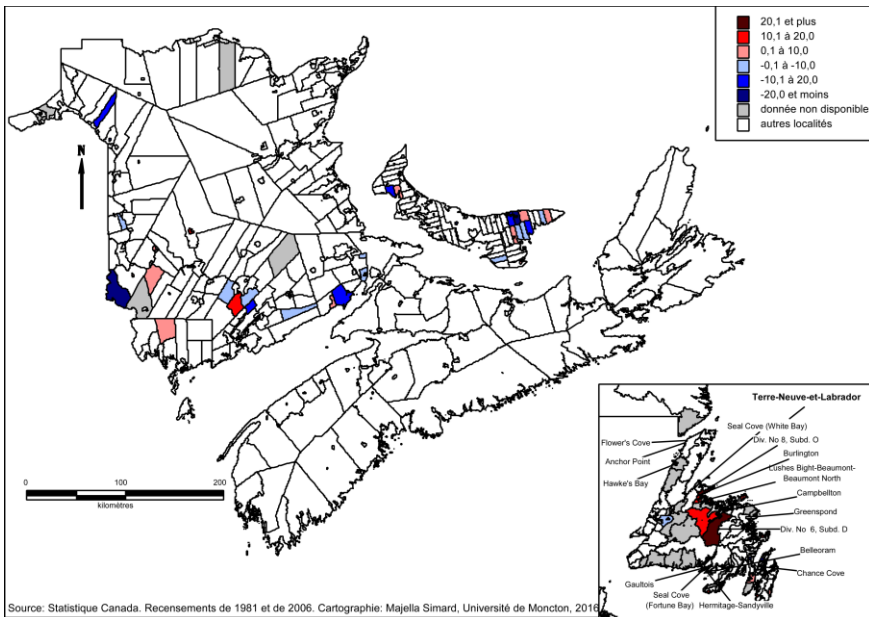 20,1 et plus
10,1 à 20,0
0,1 à 10,0
-0,1 à -10,0
-10,1 à 20,0
-20,0 et moins
donnée non disponible
autres localités
N
0 100 200
kilomètres
Terre-Neuve-et-Labrador
Seal Cove (White Bay)
Div. No 8, Subd. O
Flower's Cove
Burlington
Anchor Point
Lushes Bight-Beaumont-
Beaumont North
Hawke's Bay
Campbellton
Greenspond
Div. No 6, Subd. D
Belleoram
Chance Cove
Gaultois
Seal Cove
(Fortune Bay)
Hermitage-Sandyville
Source: Statistique Canada. Recensements de 1981 et de 2006. Cartographie: Majella Simard, Université de Moncton, 2016